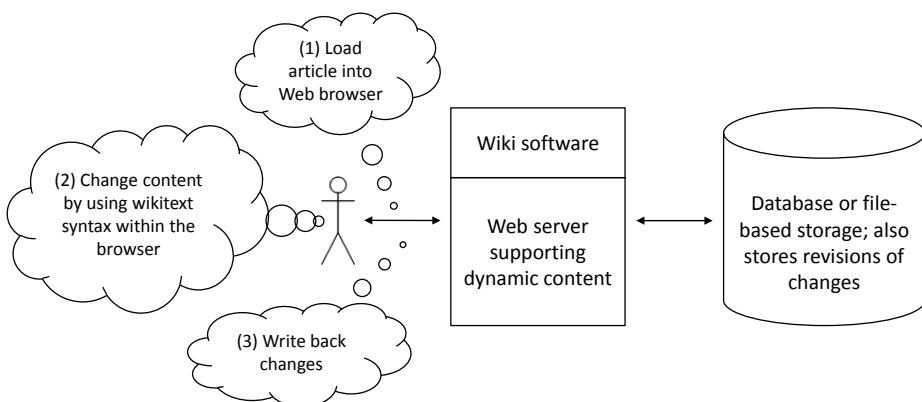 (1) Load
article into
Web browser
(2) Change content
by using wikitext
syntax within the
browser
(3) Write back
changes
Wiki software
Web server
supporting
dynamic content
Database or file-
based storage; also
stores revisions of
changes